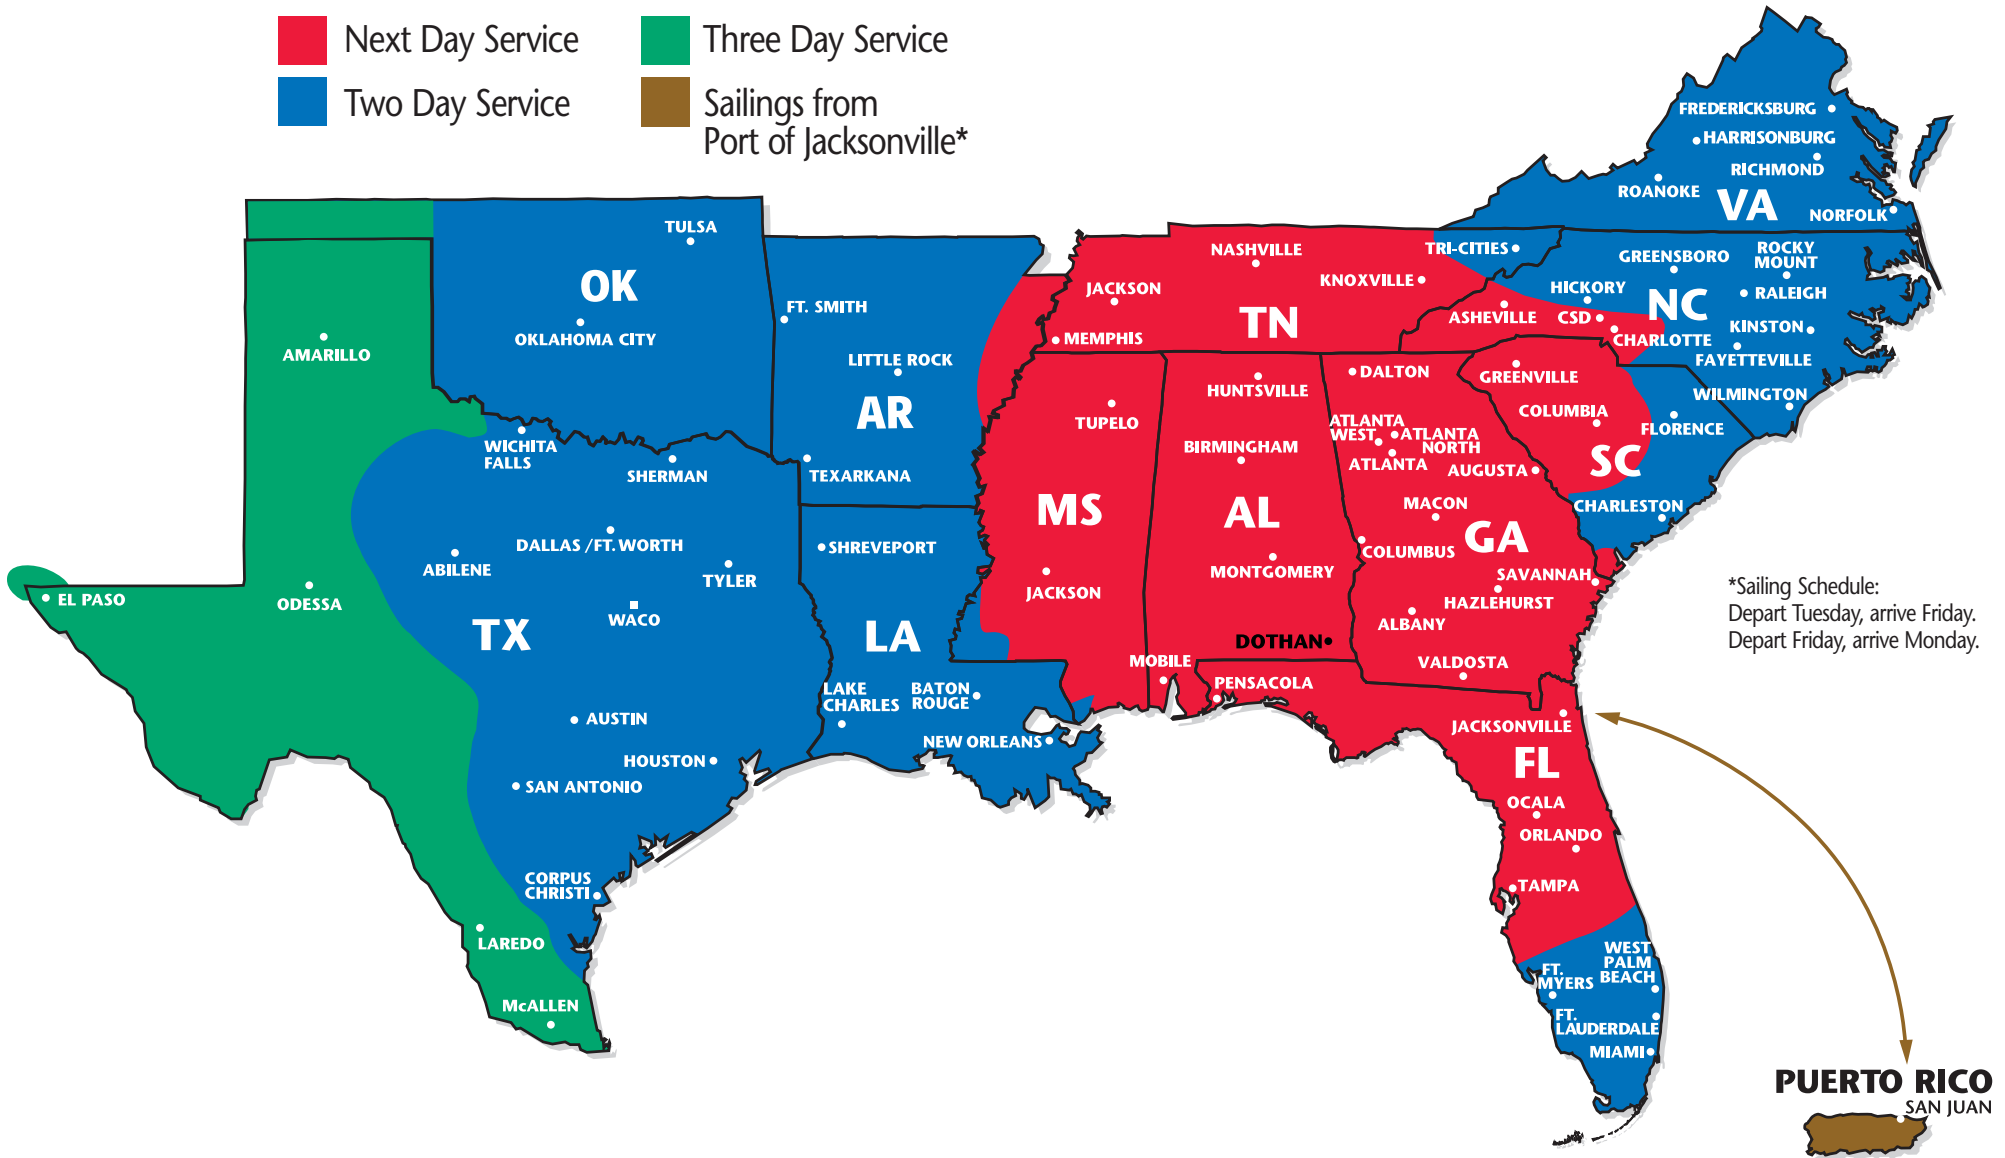 Next Day Service
Two Day Service
Three Day Service
Sailings from
Port of Jacksonville*
FREDERICKSBURG
HARRISONBURG
RICHMOND
ROANOKE
VA
NORFOLK
TULSA
OK
OKLAHOMA CITY
AMARILLO
FT. SMITH
LITTLE ROCK
AR
TEXARKANA
NASHVILLE
KNOXVILLE
JACKSON
TN
MEMPHIS
TRI-CITIES
GREENSBORO
ROCKY
MOUNT
HICKORY
NC
RALEIGH
ASHEVILLE
CSD
CHARLOTTE
KINSTON
FAYETTEVILLE
WILMINGTON
GREENVILLE
COLUMBIA
FLORENCE
SC
CHARLESTON
TUPELO
MS
JACKSON
HUNTSVILLE
BIRMINGHAM
AL
MONTGOMERY
DOTHAN
MOBILE
DALTON
ATLANTA
WEST
ATLANTA
NORTH
ATLANTA
AUGUSTA
MACON
GA
COLUMBUS
SAVANNAH
HAZLEHURST
ALBANY
VALDOSTA
WICHITA
FALLS
SHERMAN
DALLAS /FT. WORTH
ABILENE
TYLER
EL PASO
ODESSA
WACO
TX
AUSTIN
HOUSTON
SAN ANTONIO
CORPUS
CHRISTI
LAREDO
McALLEN
SHREVEPORT
LA
LAKE
CHARLES
BATON
ROUGE
NEW ORLEANS
PENSACOLA
JACKSONVILLE
FL
OCALA
ORLANDO
TAMPA
WEST
PALM
BEACH
FT.
MYERS
FT.
LAUDERDALE
MIAMI
*Sailing Schedule:
Depart Tuesday, arrive Friday.
Depart Friday, arrive Monday.
PUERTO RICO
SAN JUAN